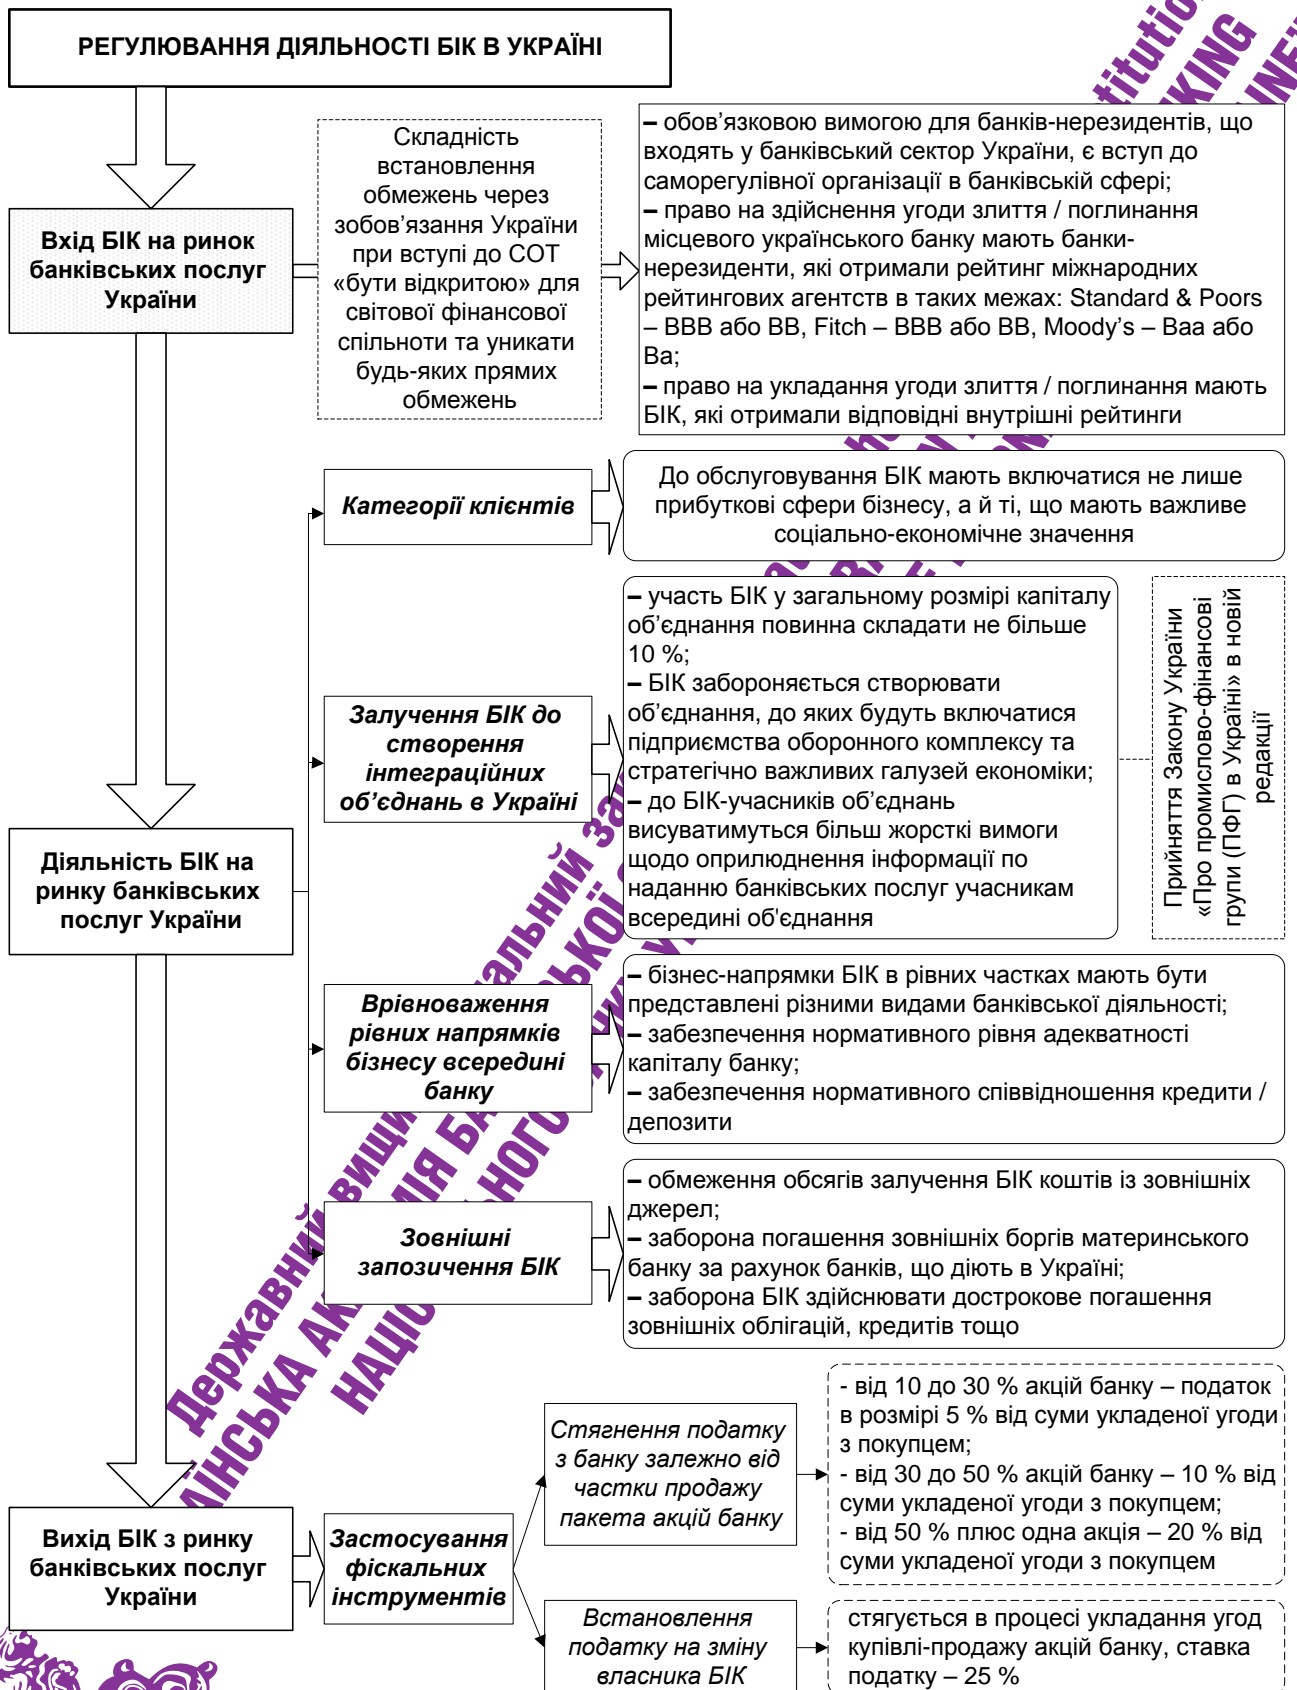 РЕГУЛЮВАННЯ ДІЯЛЬНОСТІ БІК В УКРАЇНІ
Вхід БІК на ринок
банківських послуг
України
Складність
встановлення
обмежень через
зобов’язання України
при вступі до СОТ
«бути відкритою» для
світової фінансової
спільноти та уникати
будь-яких прямих
обмежень
– обов’язковою вимогою для банків-нерезидентів, що
входять у банківський сектор України, є вступ до
саморегулівної організації в банківській сфері;
– право на здійснення угоди злиття / поглинання
місцевого українського банку мають банки-
нерезиденти, які отримали рейтинг міжнародних
рейтингових агентств в таких межах: Standard & Poors
– BBB або BB, Fitch – BBB або BB, Moody’s – Baa або
Ba;
– право на укладання угоди злиття / поглинання мають
БІК, які отримали відповідні внутрішні рейтинги
Діяльність БІК на
ринку банківських
послуг України
Категорії клієнтів
До обслуговування БІК мають включатися не лише
прибуткові сфери бізнесу, а й ті, що мають важливе
соціально-економічне значення
Залучення БІК до
створення
інтеграційних
об’єднань в Україні
– участь БІК у загальному розмірі капіталу
об’єднання повинна складати не більше
10 %;
– БІК забороняється створювати
об’єднання, до яких будуть включатися
підприємства оборонного комплексу та
стратегічно важливих галузей економіки;
– до БІК-учасників об’єднань
висуватимуться більш жорсткі вимоги
щодо оприлюднення інформації по
наданню банківських послуг учасникам
всередині об'єднання
Прийняття Закону України
«Про промислово-фінансові
групи (ПФГ) в Україні» в новій
редакції
Врівноваження
рівних напрямків
бізнесу всередині
банку
– бізнес-напрямки БІК в рівних частках мають бути
представлені різними видами банківської діяльності;
– забезпечення нормативного рівня адекватності
капіталу банку;
– забезпечення нормативного співвідношення кредити /
депозити
Зовнішні
запозичення БІК
– обмеження обсягів залучення БІК коштів із зовнішніх
джерел;
– заборона погашення зовнішніх боргів материнського
банку за рахунок банків, що діють в Україні;
– заборона БІК здійснювати дострокове погашення
зовнішніх облігацій, кредитів тощо
Вихід БІК з ринку
банківських послуг
України
Застосування
фіскальних
інструментів
Стягнення податку
з банку залежно від
частки продажу
пакета акцій банку
- від 10 до 30 % акцій банку – податок
в розмірі 5 % від суми укладеної угоди
з покупцем;
- від 30 до 50 % акцій банку – 10 % від
суми укладеної угоди з покупцем;
- від 50 % плюс одна акція – 20 % від
суми укладеної угоди з покупцем
Встановлення
податку на зміну
власника БІК
стягується в процесі укладання угод
купівлі-продажу акцій банку, ставка
податку – 25 %
Державний